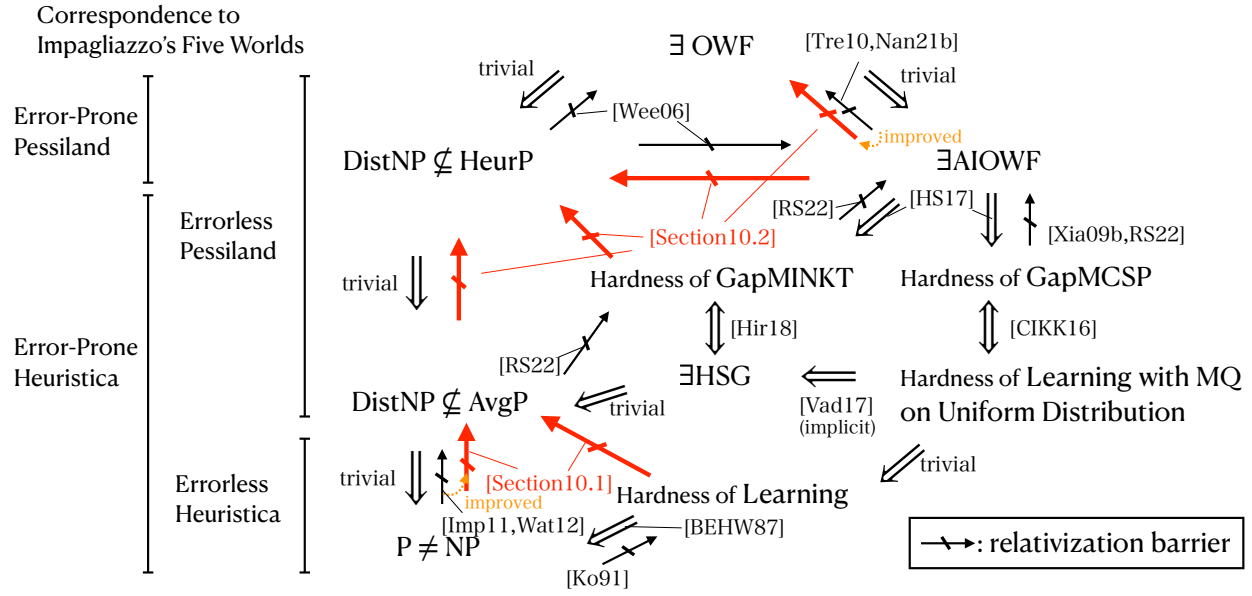 Correspondence to
Impagliazzo's Five Worlds
∃ OWF
[Tre10,Nan21b]
trivial
trivial
Error-Prone
Pessiland
[Wee06]
improved
DistNP ⊈ HeurP
∃AIOWF
[RS22]
[HS17]
Errorless
Pessiland
[Section10.2]
[Xia09b,RS22]
trivial
Hardness of GapMINKT
Hardness of GapMCSP
Error-Prone
Heuristica
[Hir18]
[CIKK16]
[RS22]
∃HSG
Hardness of Learning with MQ
on Uniform Distribution
DistNP ⊈ AvgP
trivial
[Vad17]
(implicit)
trivial
trivial
Errorless
Heuristica
[Section10.1]
Hardness of Learning
improved
[Imp11,Wat12]
[BEHW87]
P ≠ NP
[Ko91]
: relativization barrier